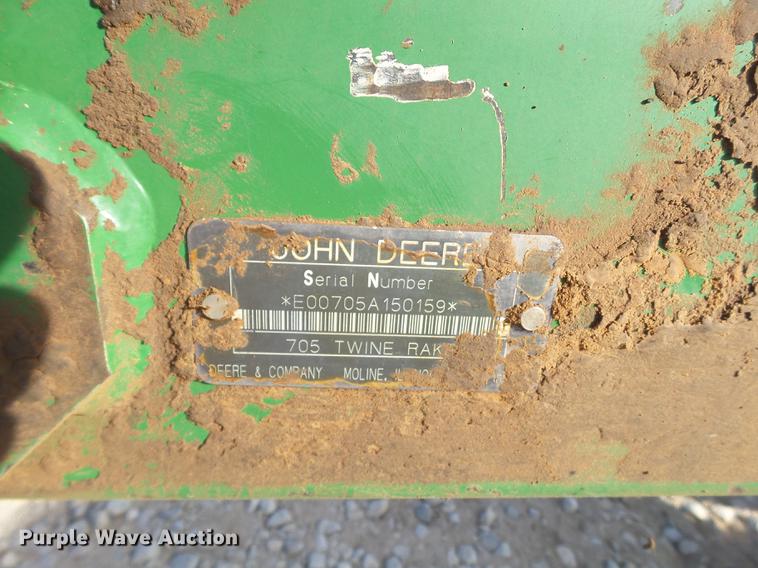 JOHN DEERE
Serial Number
*E00705A150159*
705 TWINE RAK
DEERE & COMPANY MOLINE,
Purple Wave Auction